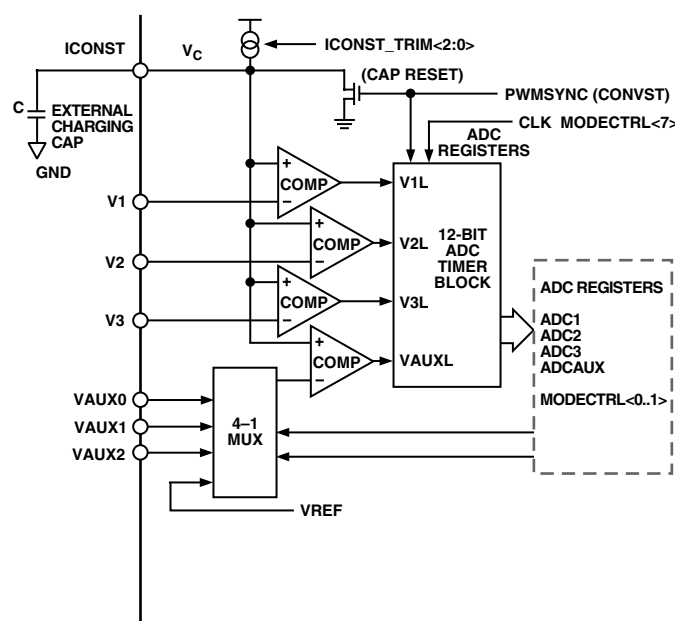 ICONST
VC
ICONST_TRIM<2:0>
(CAP RESET)
PWMSYNC (CONVST)
C
EXTERNAL
CHARGING
CAP
GND
CLK MODECTRL<7>
ADC
REGISTERS
V1
+
COMP
–
V1L
V2
+
COMP
–
V2L
12-BIT
ADC
TIMER
BLOCK
V3
+
COMP
–
V3L
+
COMP
–
VAUXL
ADC REGISTERS
ADC1
ADC2
ADC3
ADCAUX
MODECTRL<0..1>
VAUX0
VAUX1
VAUX2
4–1
MUX
VREF